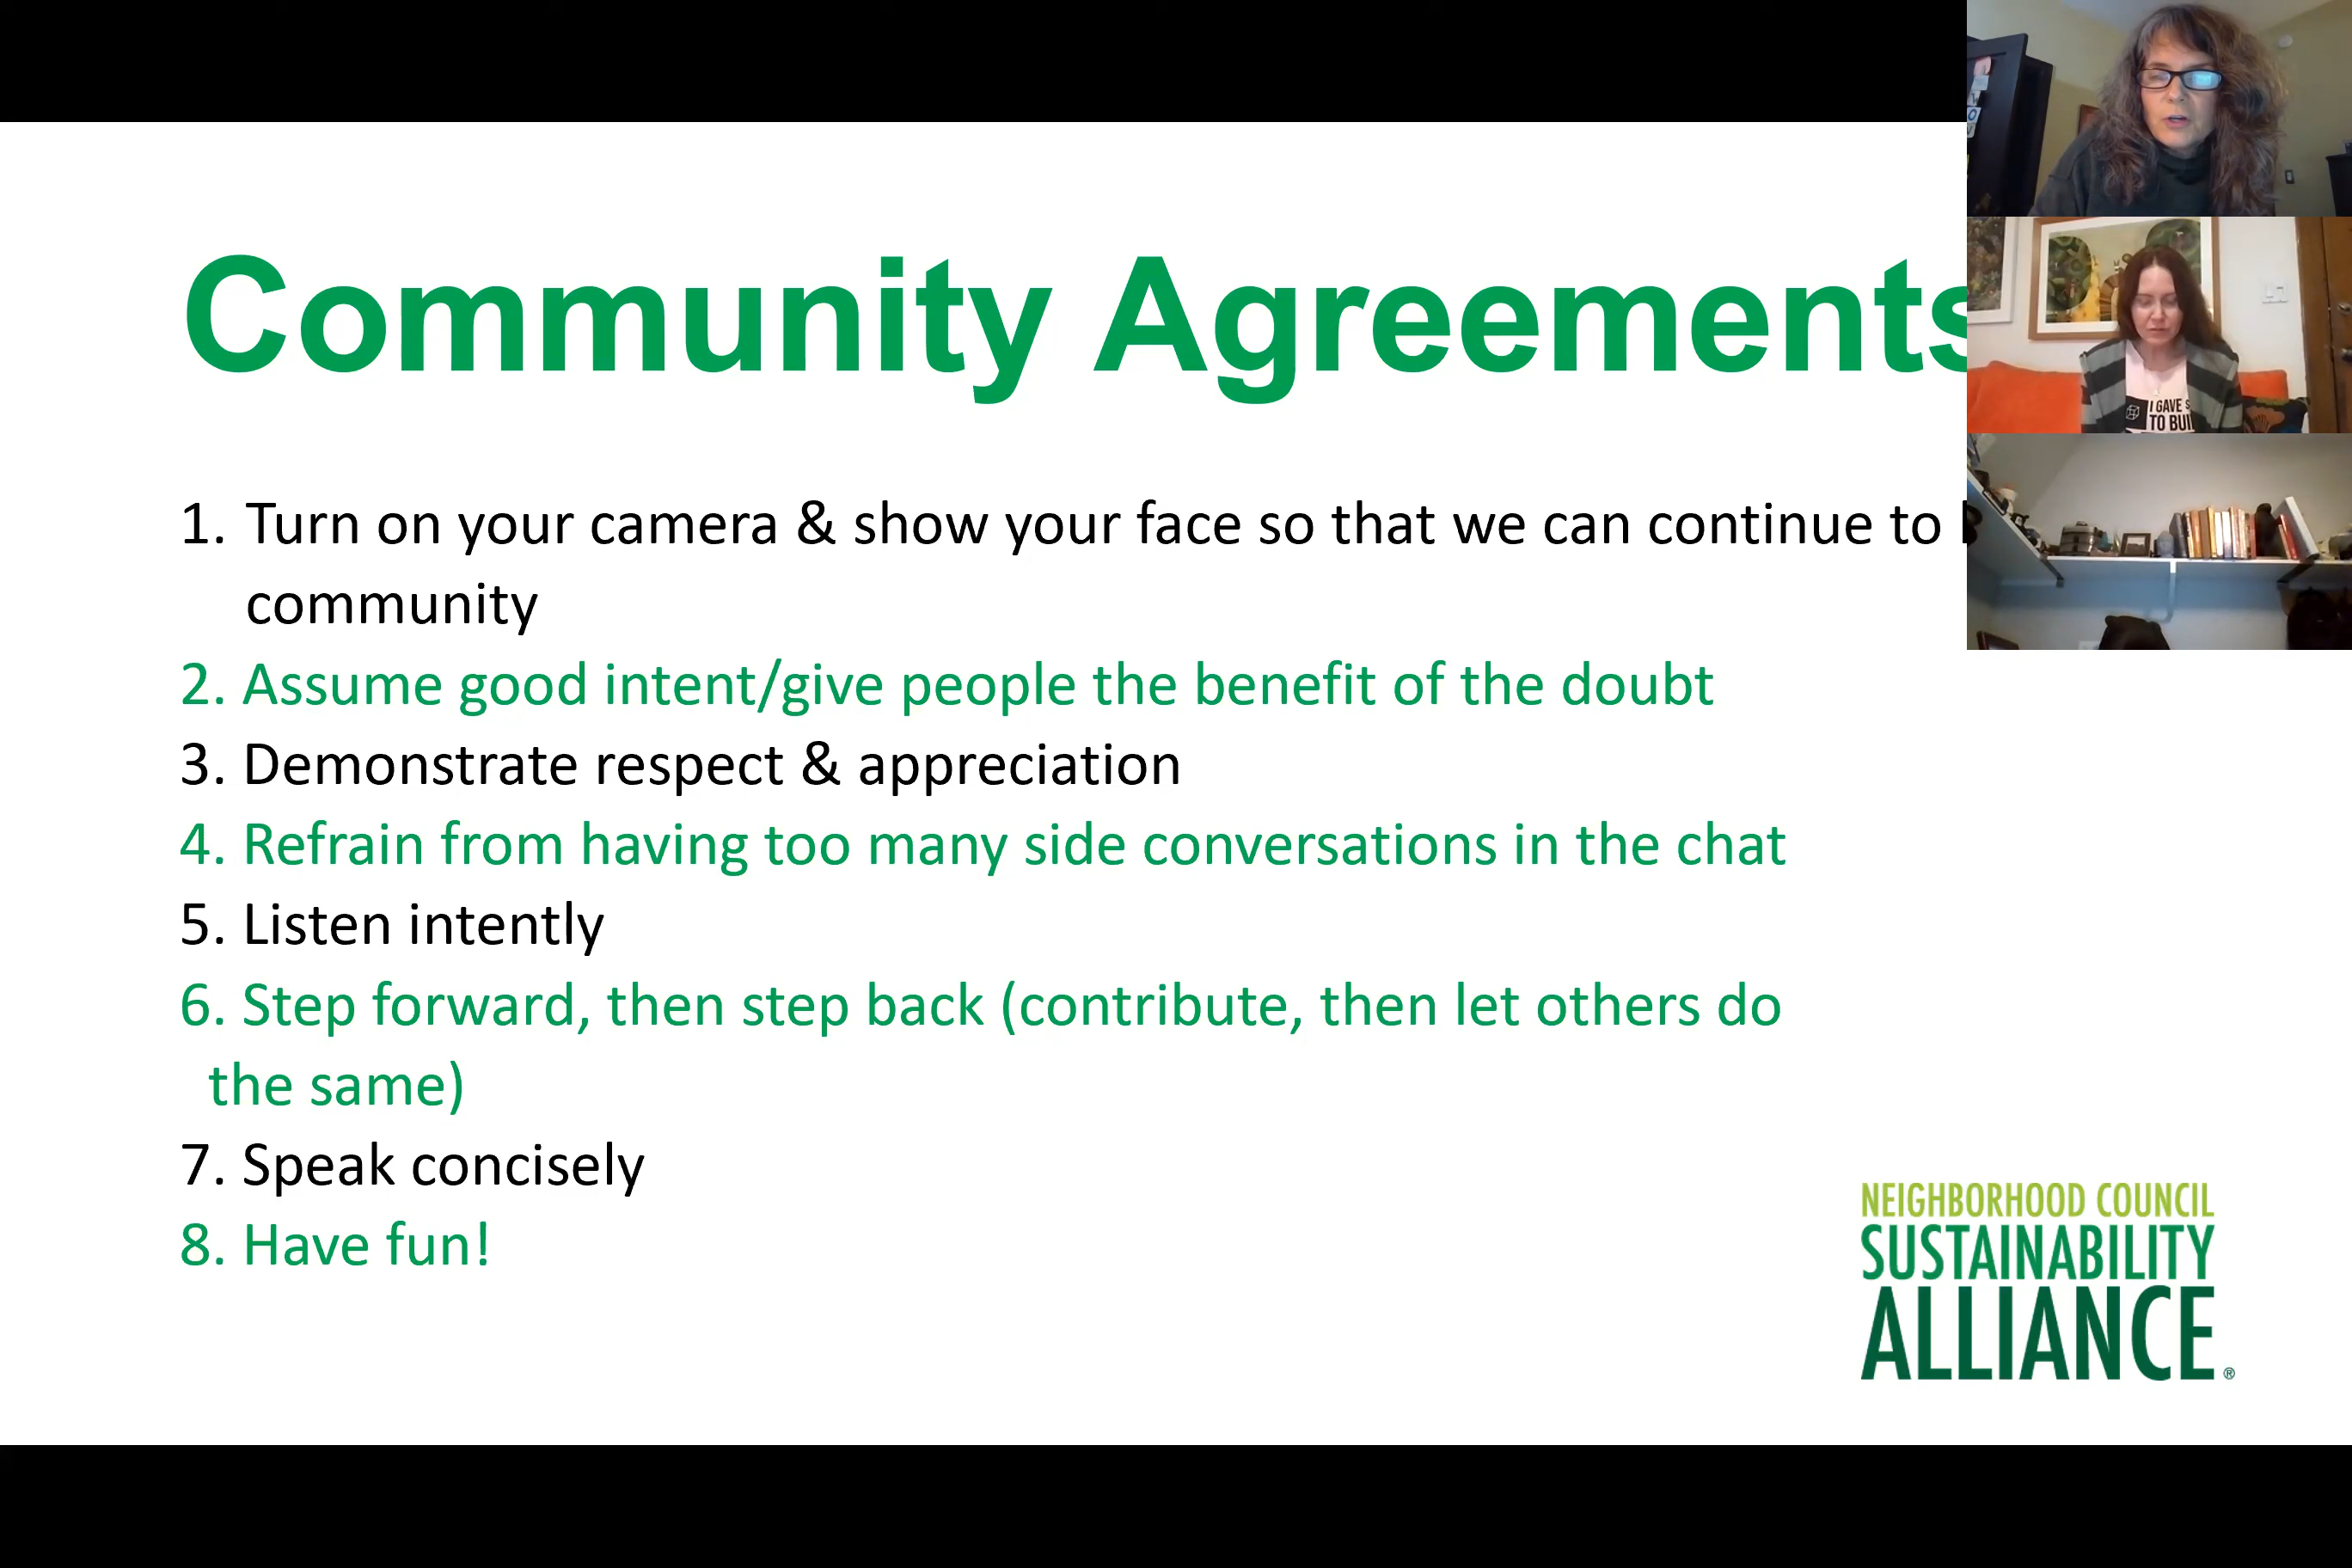 Community Agreements
1. Turn on your camera & show your face so that we can continue to
community
2. Assume good intent/give people the benefit of the doubt
3. Demonstrate respect & appreciation
4. Refrain from having too many side conversations in the chat
5. Listen intently
6. Step forward, then step back (contribute, then let others do
the same)
7. Speak concisely
8. Have fun!
I GAVE
TO
NEIGHBORHOOD COUNCIL
SUSTAINABILITY
ALLIANCE®